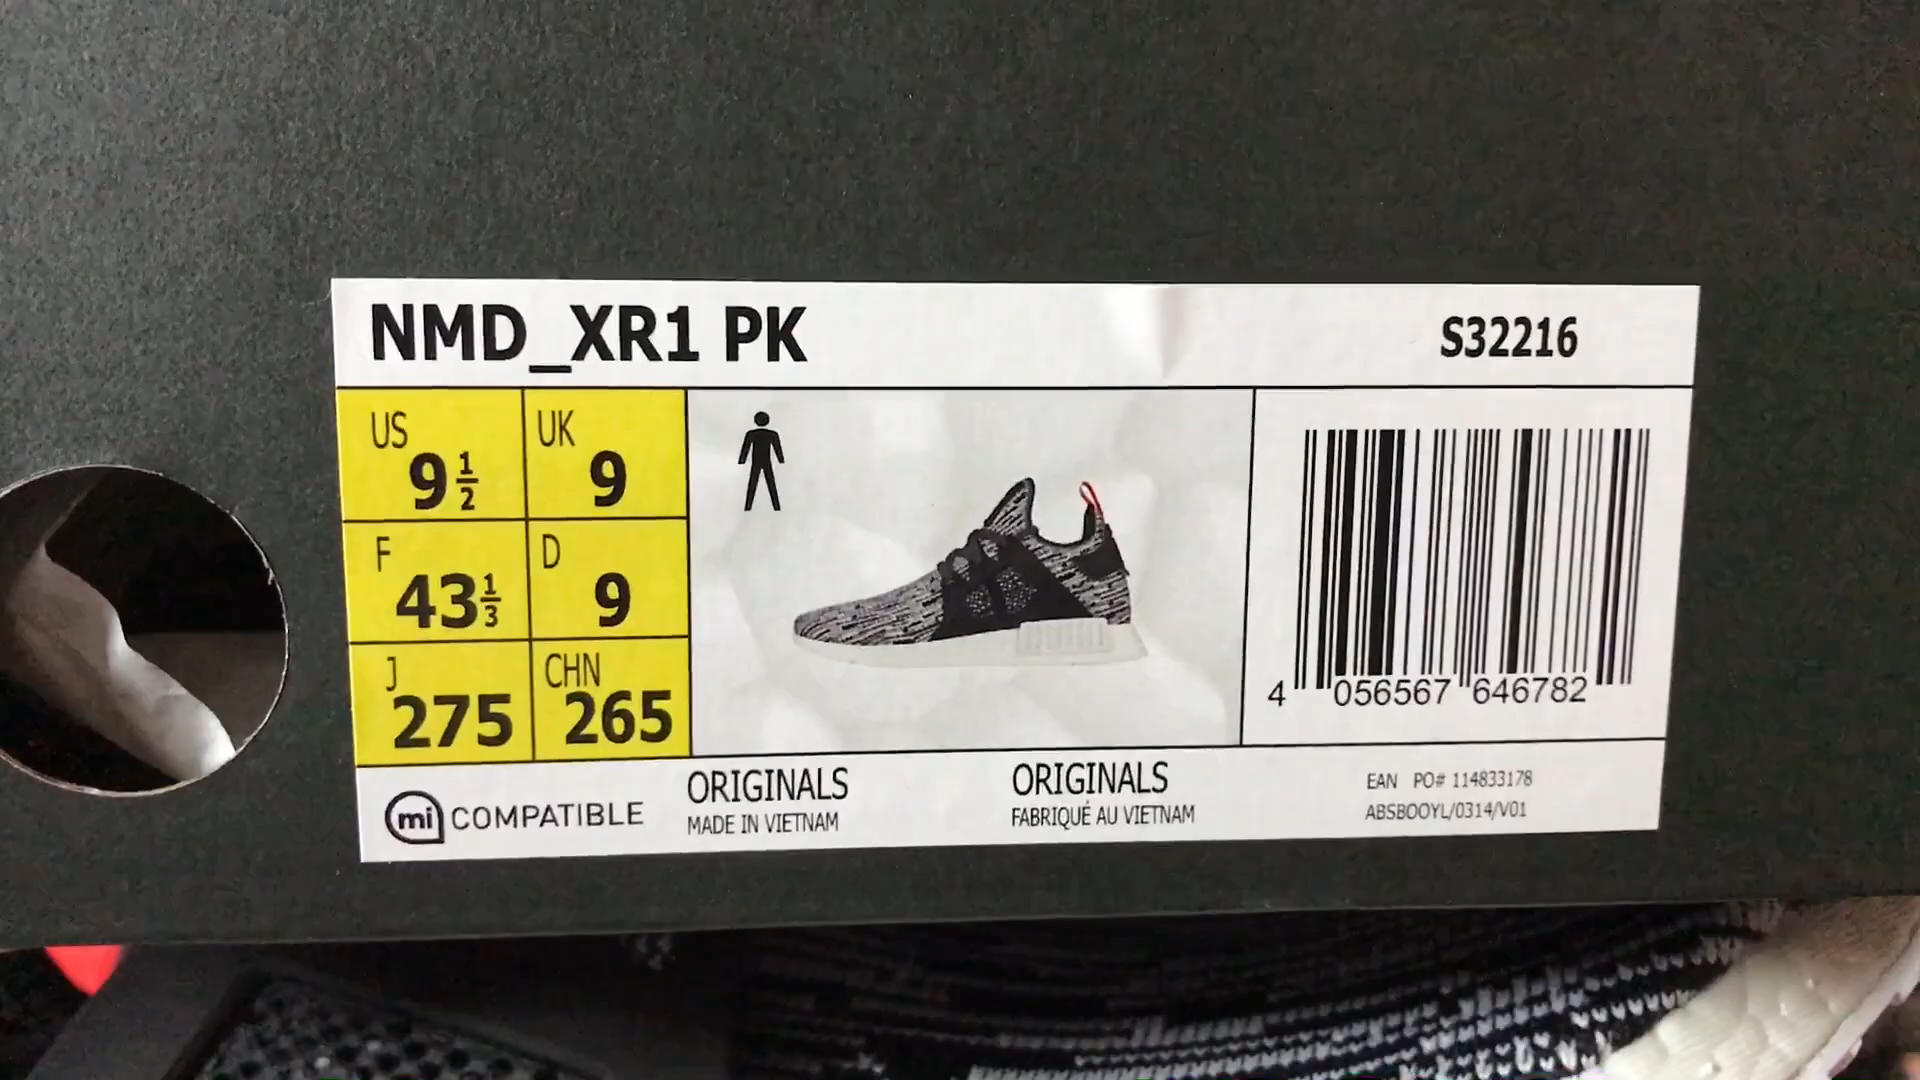 NMD_XR1 PK
S32216
US 9 1/2
UK 9
F 43 1/3
D 9
J 275
CHN 265
4 056567 646782
mi COMPATIBLE
ORIGINALS
MADE IN VIETNAM
ORIGINALS
FABRIQUÉ AU VIETNAM
EAN PO# 114833178
ABSBOOYL/0314/V01